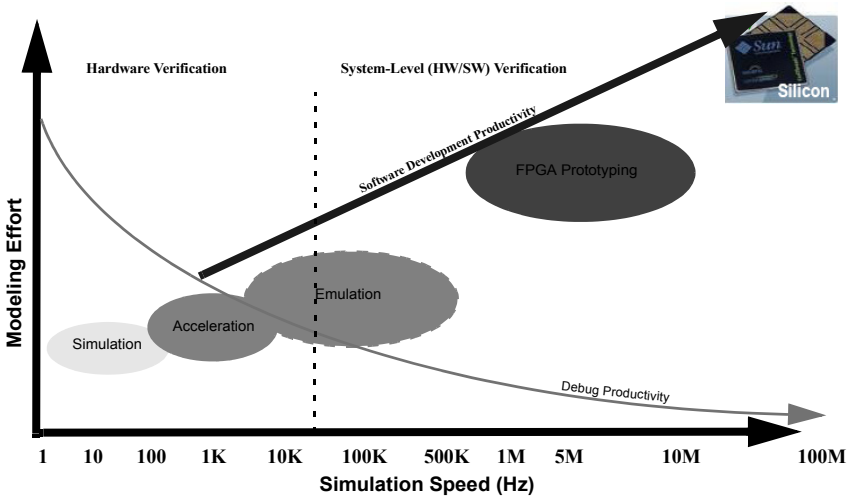 Hardware Verification
System-Level (HW/SW) Verification
Sun
Silicon
Software Development Productivity
FPGA Prototyping
Emulation
Acceleration
Simulation
Debug Productivity
Modeling Effort
1 10 100 1K 10K 100K 500K 1M 5M 10M 100M
Simulation Speed (Hz)